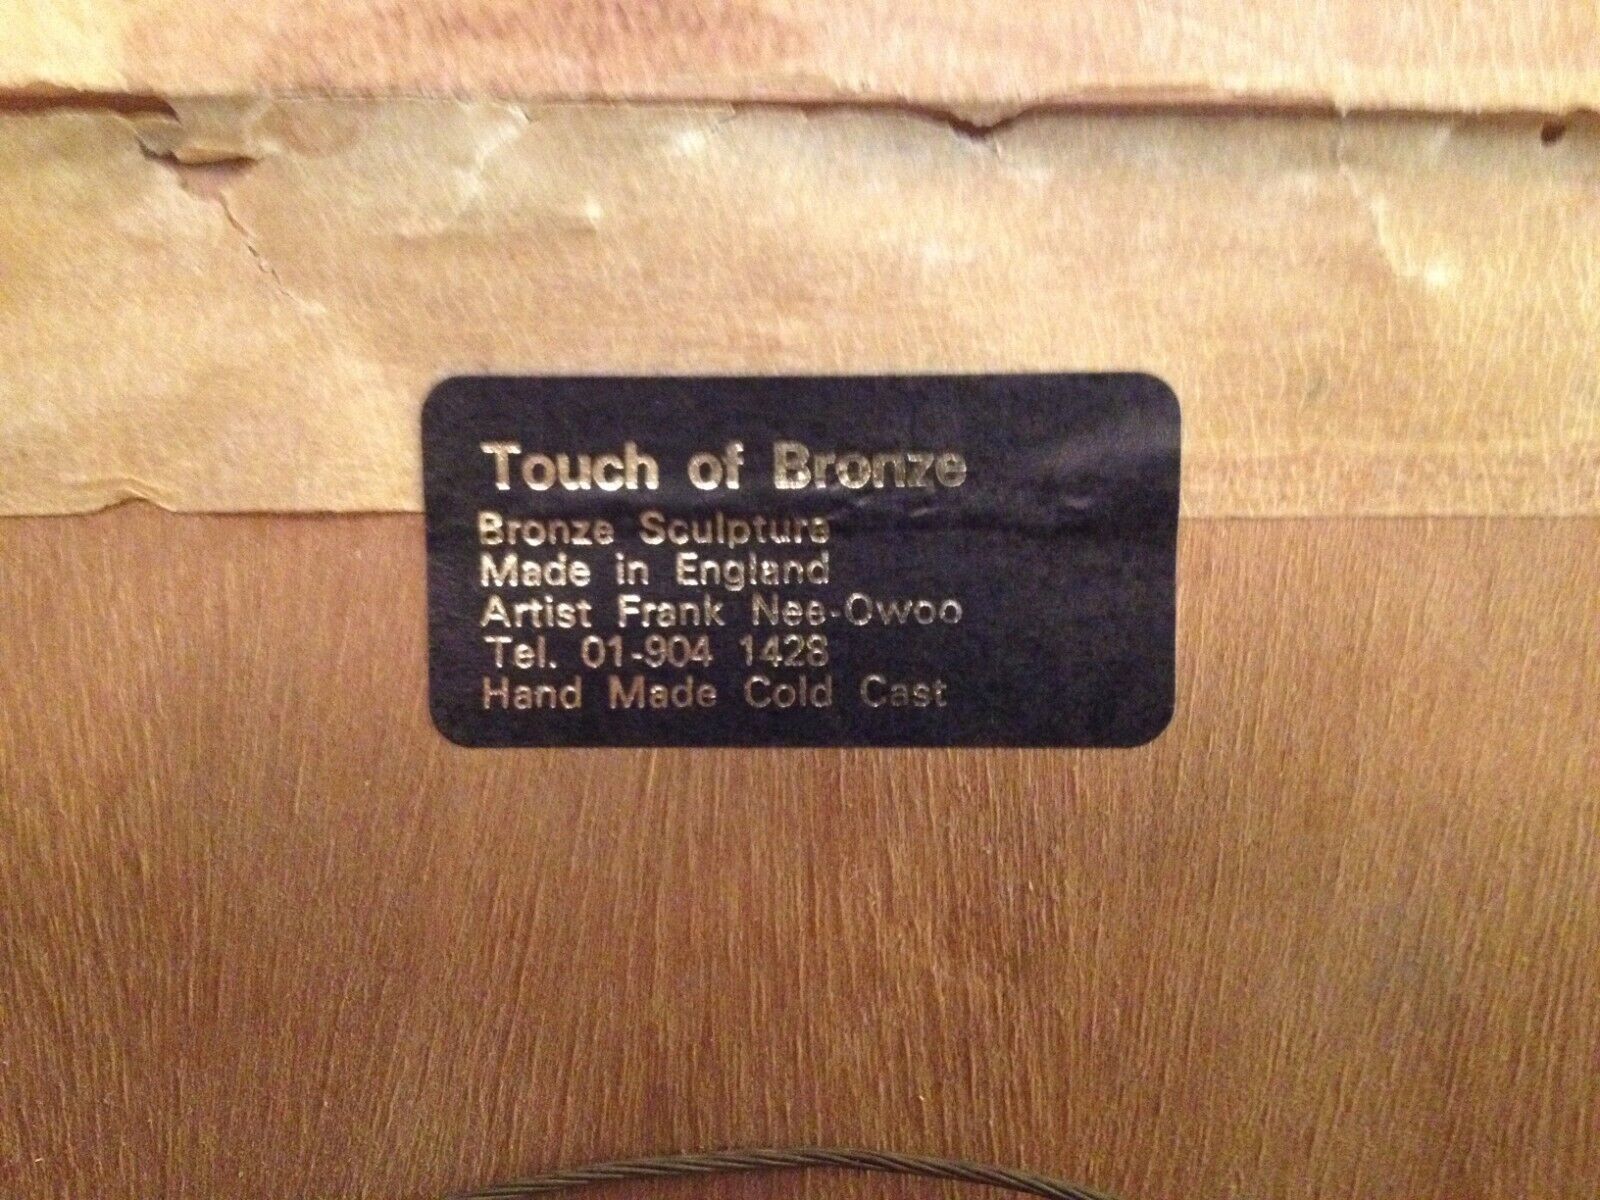 Touch of Bronze
Bronze Sculpture
Made in England
Artist Frank Nee-Owoo
Tel. 01-904 1428
Hand Made Cold Cast